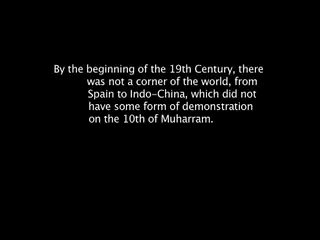 By the beginning of the 19th Century, there
was not a corner of the world, from
Spain to Indo-China, which did not
have some form of demonstration
on the 10th of Muharram.